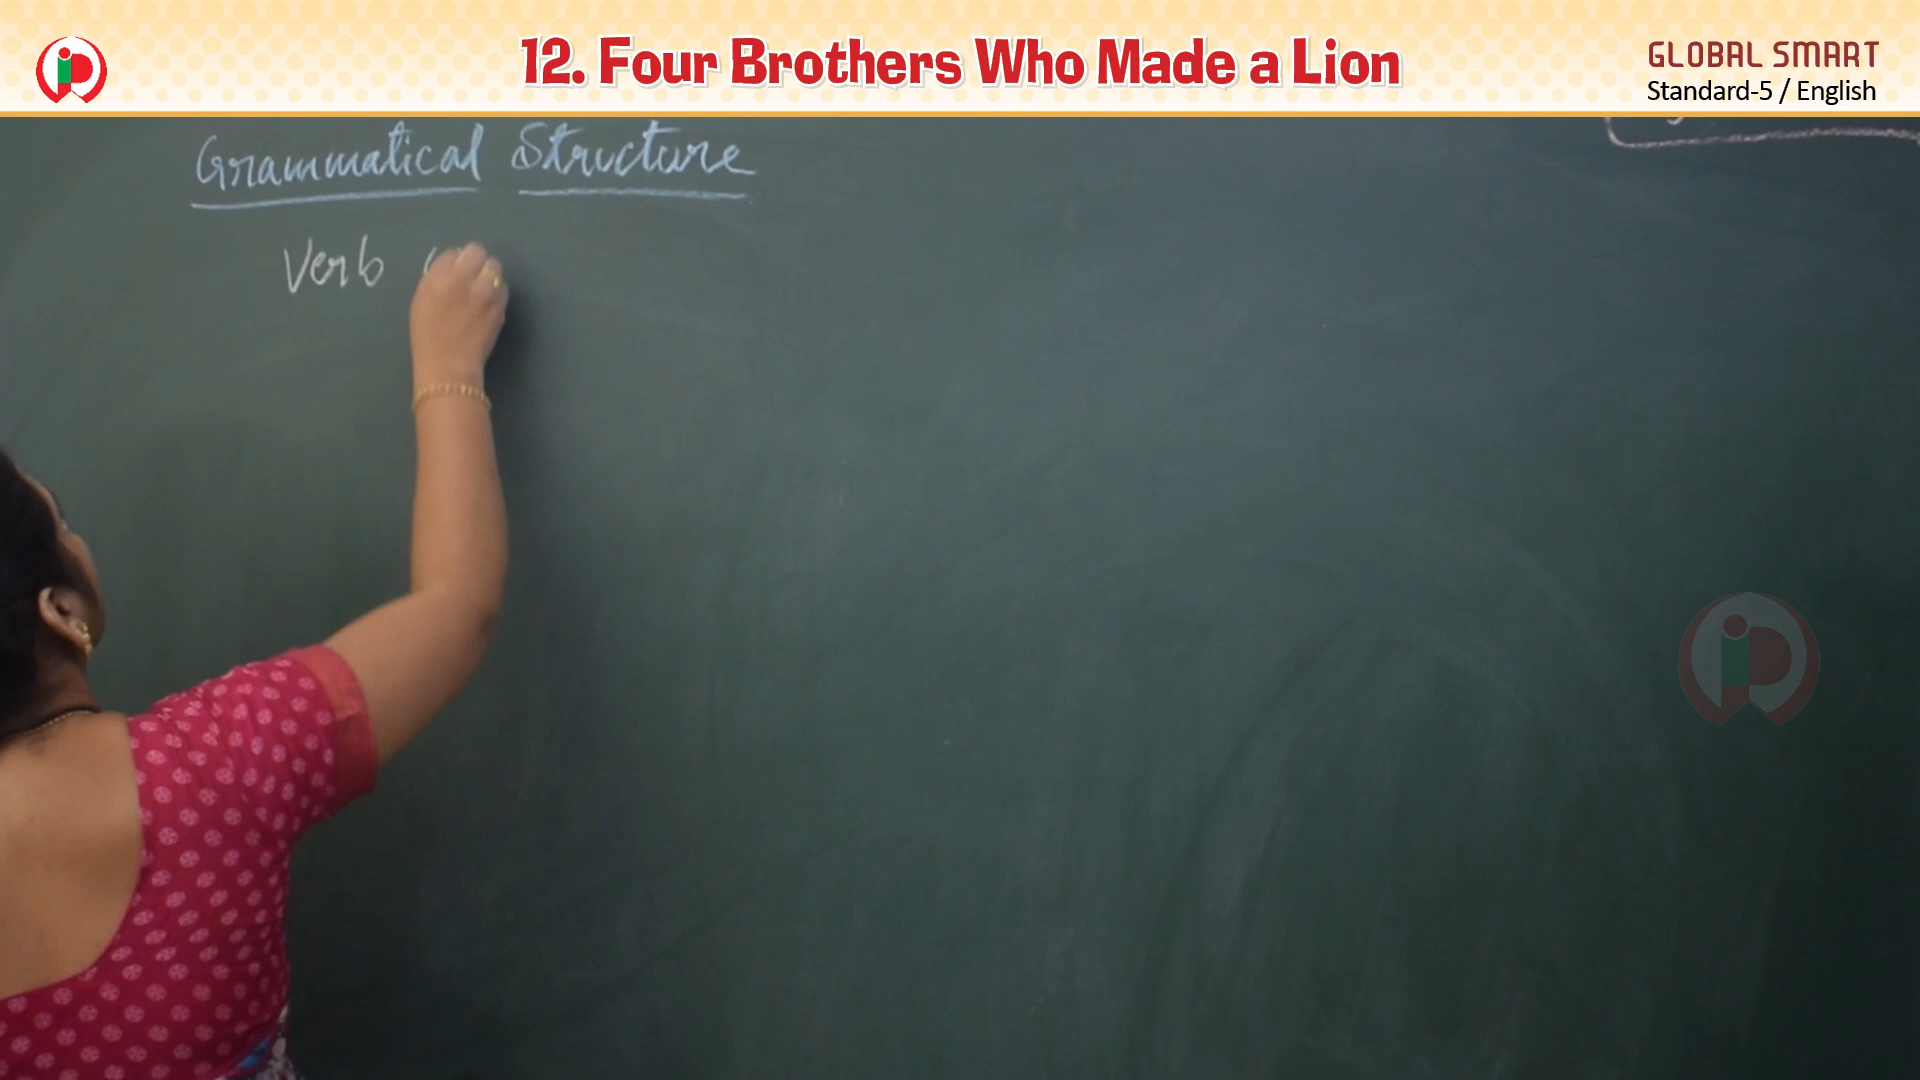 12. Four Brothers Who Made a Lion
GLOBAL SMART
Standard-5 / English
Grammatical Structure
Verb